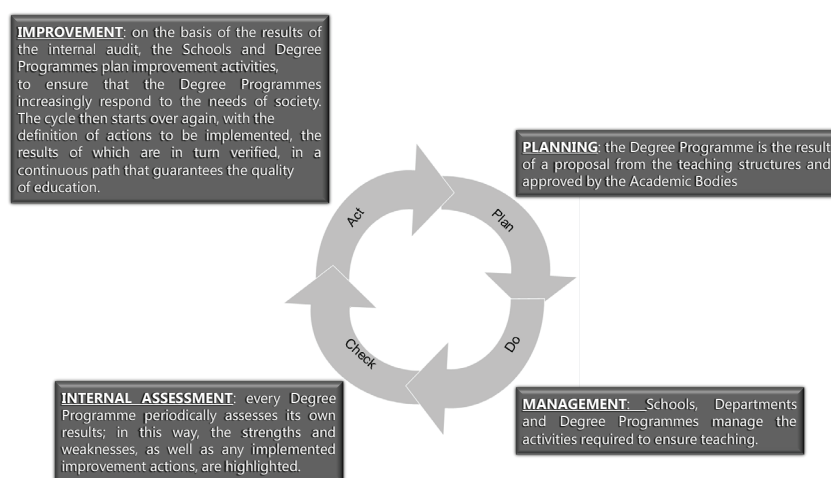 IMPROVEMENT: on the basis of the results of
the internal audit, the Schools and Degree
Programmes plan improvement activities,
to ensure that the Degree Programmes
increasingly respond to the needs of society.
The cycle then starts over again, with the
definition of actions to be implemented, the
results of which are in turn verified, in a
continuous path that guarantees the quality
of education.
PLANNING: the Degree Programme is the result
of a proposal from the teaching structures and
approved by the Academic Bodies
Act
Plan
Check
Do
INTERNAL ASSESSMENT: every Degree
Programme periodically assesses its own
results; in this way, the strengths and
weaknesses, as well as any implemented
improvement actions, are highlighted.
MANAGEMENT: Schools, Departments
and Degree Programmes manage the
activities required to ensure teaching.